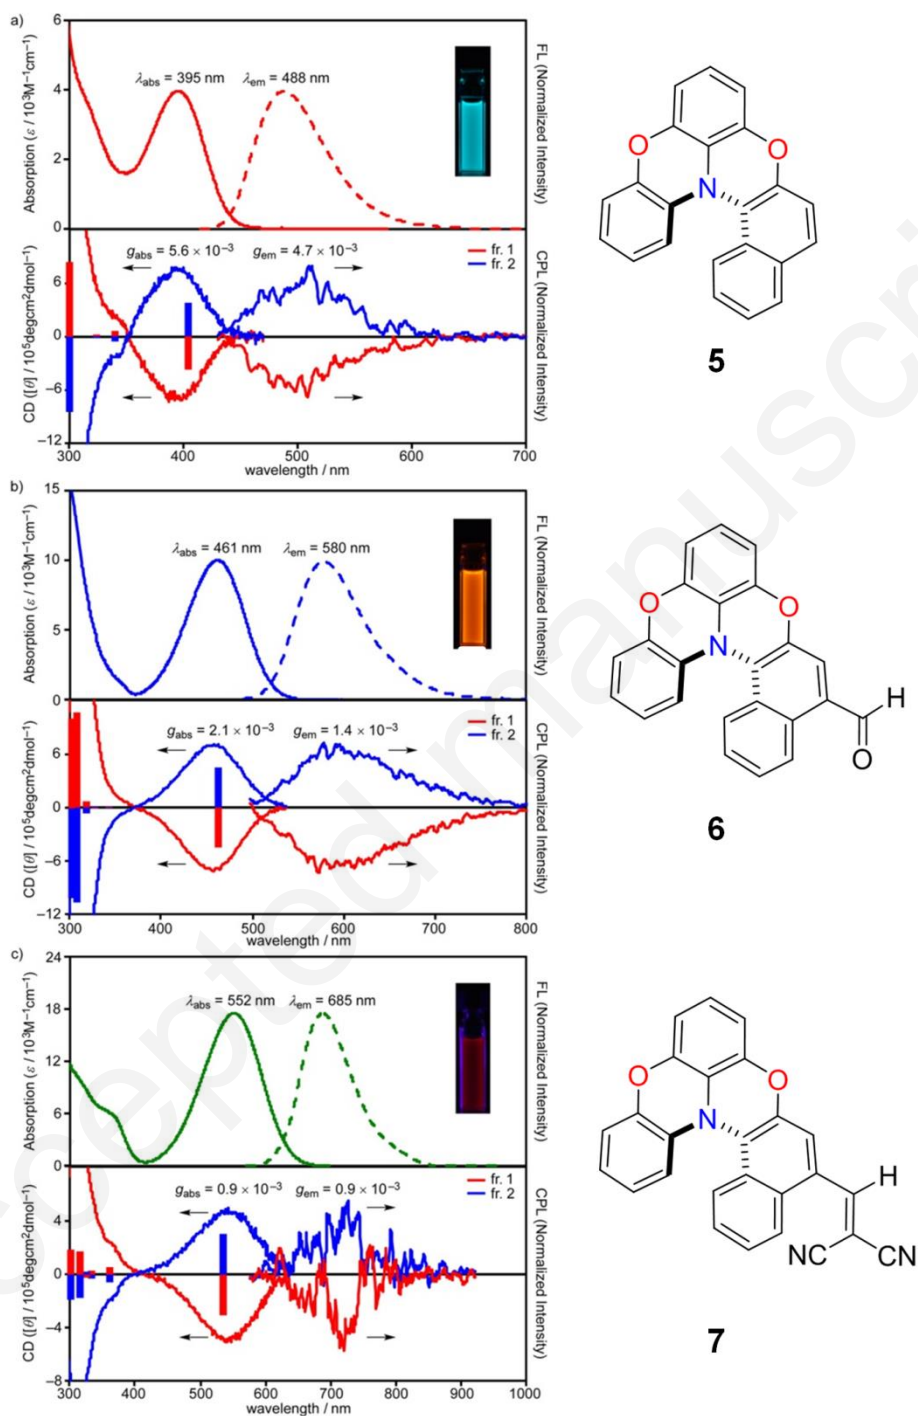 a)
6
4
2
0
Absorption (ε / 10³M⁻¹cm⁻¹)
λabs = 395 nm
λem = 488 nm
FL (Normalized Intensity)
6
0
−6
−12
CD ([θ] / 10⁵degcm²dmol⁻¹)
gabs = 5.6 × 10⁻³
gem = 4.7 × 10⁻³
fr. 1
fr. 2
CPL (Normalized Intensity)
300 400 500 600 700
wavelength / nm
O
O
N
5
b)
15
10
5
0
Absorption (ε / 10³M⁻¹cm⁻¹)
λabs = 461 nm
λem = 580 nm
FL (Normalized Intensity)
6
0
−6
−12
CD ([θ] / 10⁵degcm²dmol⁻¹)
gabs = 2.1 × 10⁻³
gem = 1.4 × 10⁻³
fr. 1
fr. 2
CPL (Normalized Intensity)
300 400 500 600 700 800
wavelength / nm
O
O
N
H
O
6
c)
24
18
12
6
0
Absorption (ε / 10³M⁻¹cm⁻¹)
λabs = 552 nm
λem = 685 nm
FL (Normalized Intensity)
4
0
−4
−8
CD ([θ] / 10⁵degcm²dmol⁻¹)
gabs = 0.9 × 10⁻³
gem = 0.9 × 10⁻³
fr. 1
fr. 2
CPL (Normalized Intensity)
300 400 500 600 700 800 900 1000
wavelength / nm
O
O
N
H
NC
CN
7
ccepted manuscri